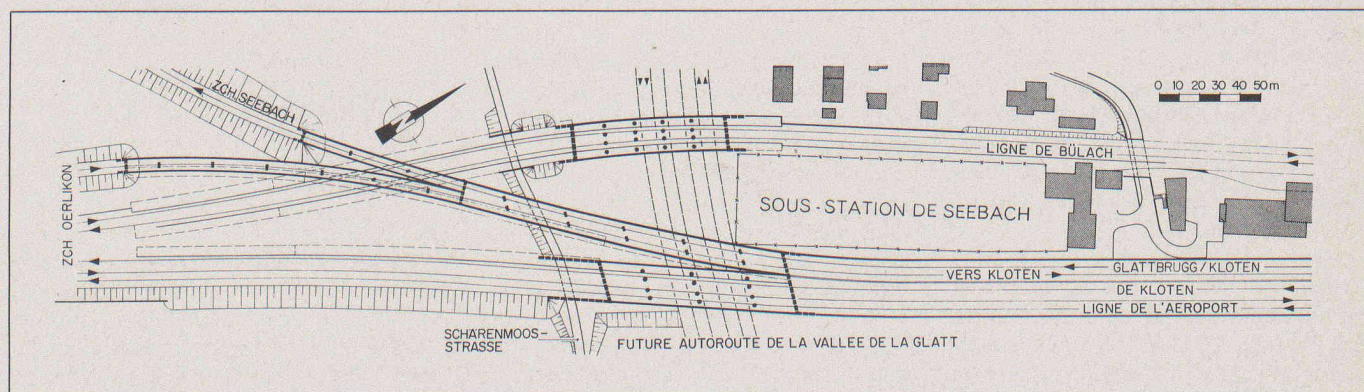 ZCH SEEBACH
0 10 20 30 40 50m
LIGNE DE BÜLACH
ZCH OERLIKON
SOUS-STATION DE SEEBACH
GLATTBRUGG/KLOTEN
VERS KLOTEN
DE KLOTEN
LIGNE DE L'AEROPORT
SCHÄRENMOOS-
STRASSE
FUTURE AUTOROUTE DE LA VALLEE DE LA GLATT